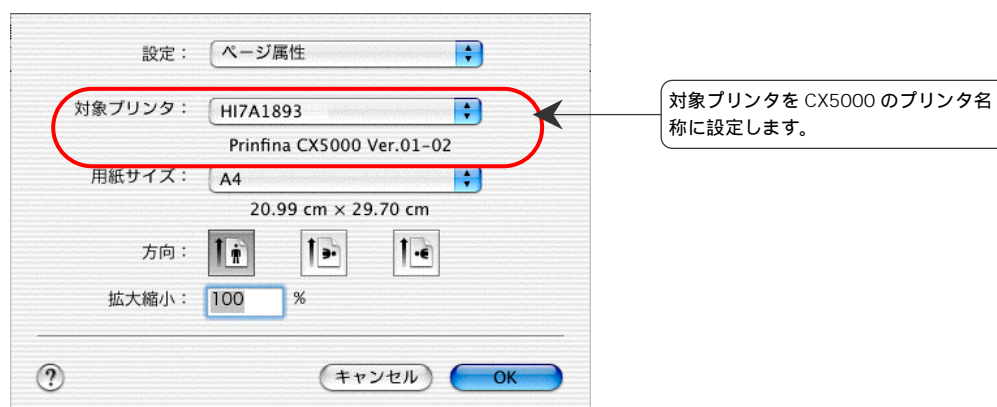 設定： ページ属性
対象プリンタ： HI7A1893
Prinfina CX5000 Ver.01-02
対象プリンタを CX5000 のプリンタ名
称に設定します。
用紙サイズ： A4
20.99 cm × 29.70 cm
方向：
拡大縮小： 100 %
? キャンセル OK